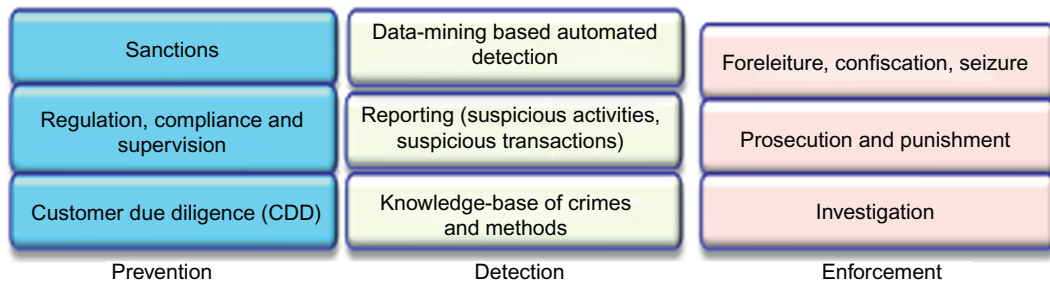 Sanctions
Regulation, compliance and
supervision
Customer due diligence (CDD)
Prevention
Data-mining based automated
detection
Reporting (suspicious activities,
suspicious transactions)
Knowledge-base of crimes
and methods
Detection
Foreleiture, confiscation, seizure
Prosecution and punishment
Investigation
Enforcement